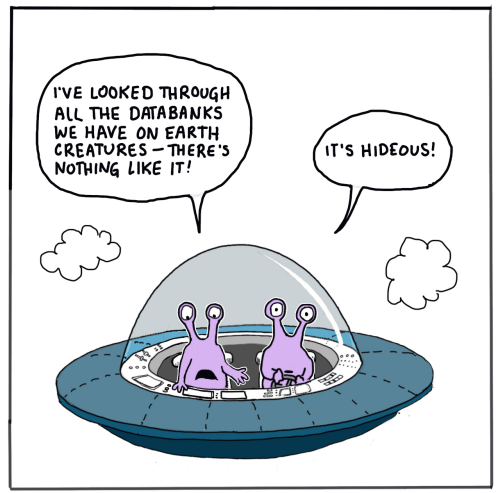 I'VE LOOKED THROUGH
ALL THE DATABANKS
WE HAVE ON EARTH
CREATURES – THERE'S
NOTHING LIKE IT!
IT'S HIDEOUS!